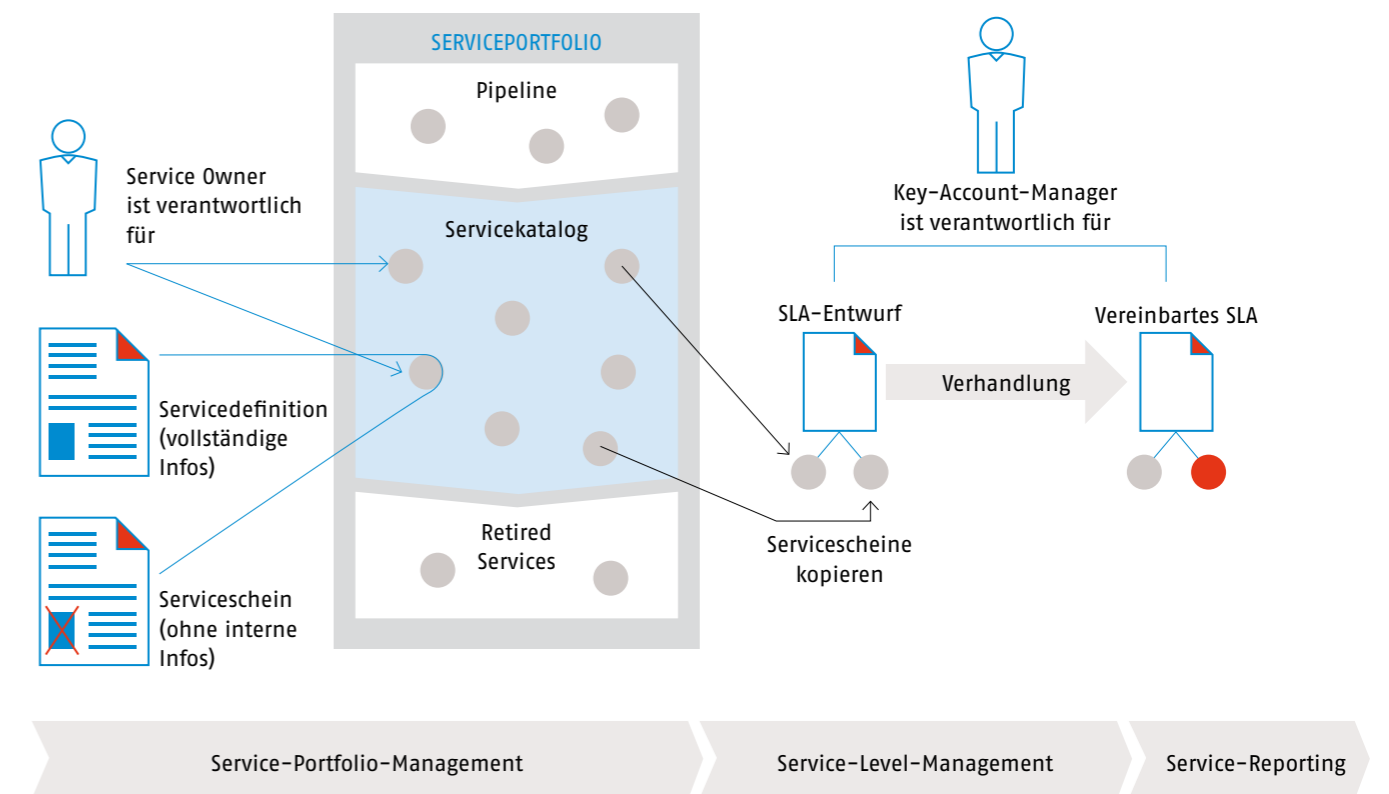 SERVICEPORTFOLIO
Pipeline
Service Owner
ist verantwortlich
für
Servicekatalog
Key-Account-Manager
ist verantwortlich für
SLA-Entwurf
Vereinbartes SLA
Verhandlung
Servicedefinition
(vollständige
Infos)
Retired
Services
Servicescheine
kopieren
Serviceschein
(ohne interne
Infos)
Service-Portfolio-Management
Service-Level-Management
Service-Reporting